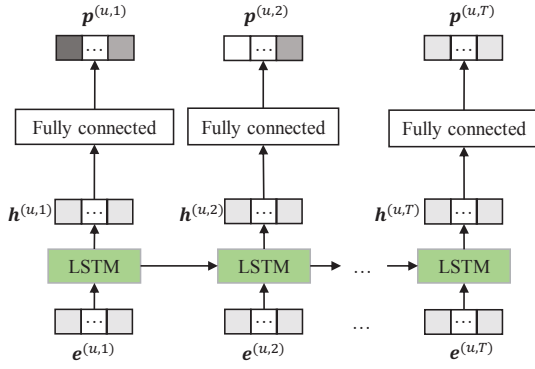 p^(u,1) p^(u,2) p^(u,T)
... ... ...
Fully connected Fully connected Fully connected
h^(u,1) ... h^(u,2) ... h^(u,T) ...
LSTM LSTM ... LSTM
... ... ... ...
e^(u,1) e^(u,2) e^(u,T)